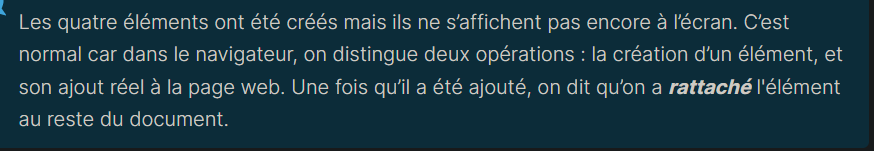 Les quatre éléments ont été créés mais ils ne s’affichent pas encore à l’écran. C’est
normal car dans le navigateur, on distingue deux opérations : la création d’un élément, et
son ajout réel à la page web. Une fois qu’il a été ajouté, on dit qu’on a rattaché l'élément
au reste du document.